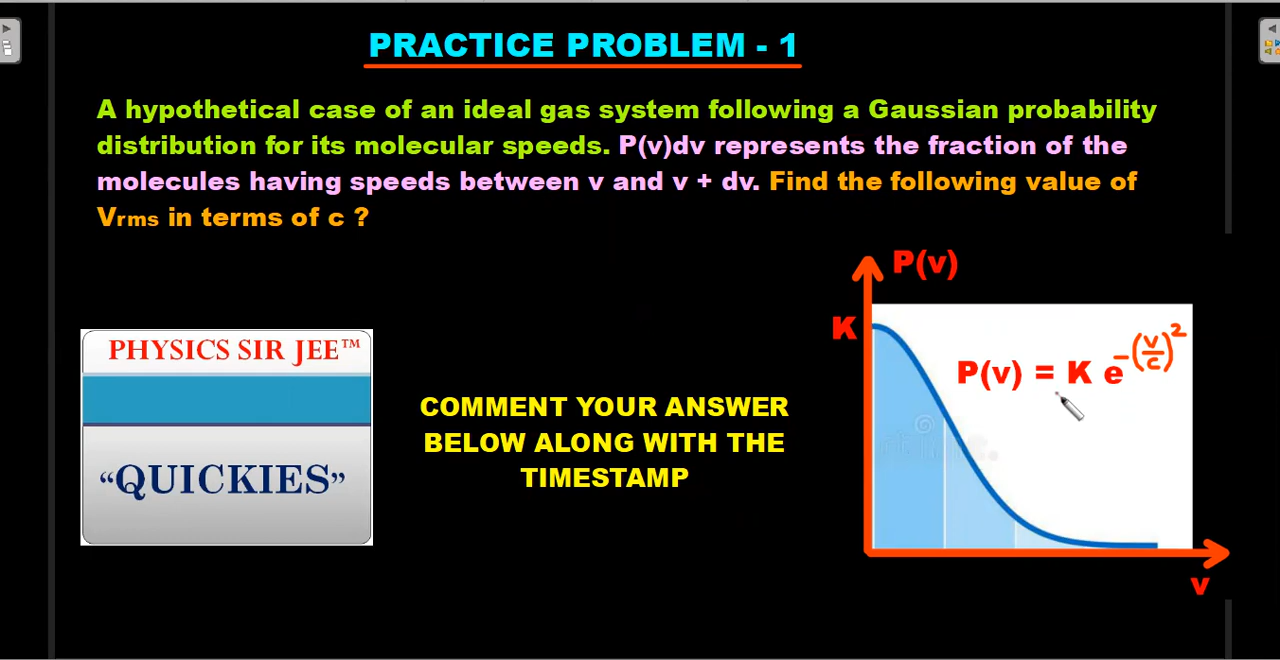 PRACTICE PROBLEM - 1
A hypothetical case of an ideal gas system following a Gaussian probability
distribution for its molecular speeds. P(v)dv represents the fraction of the
molecules having speeds between v and v + dv. Find the following value of
Vrms in terms of c ?
PHYSICS SIR JEE™
“QUICKIES”
COMMENT YOUR ANSWER
BELOW ALONG WITH THE
TIMESTAMP
P(v)
K
P(v) = K e^-(v/c)^2
v